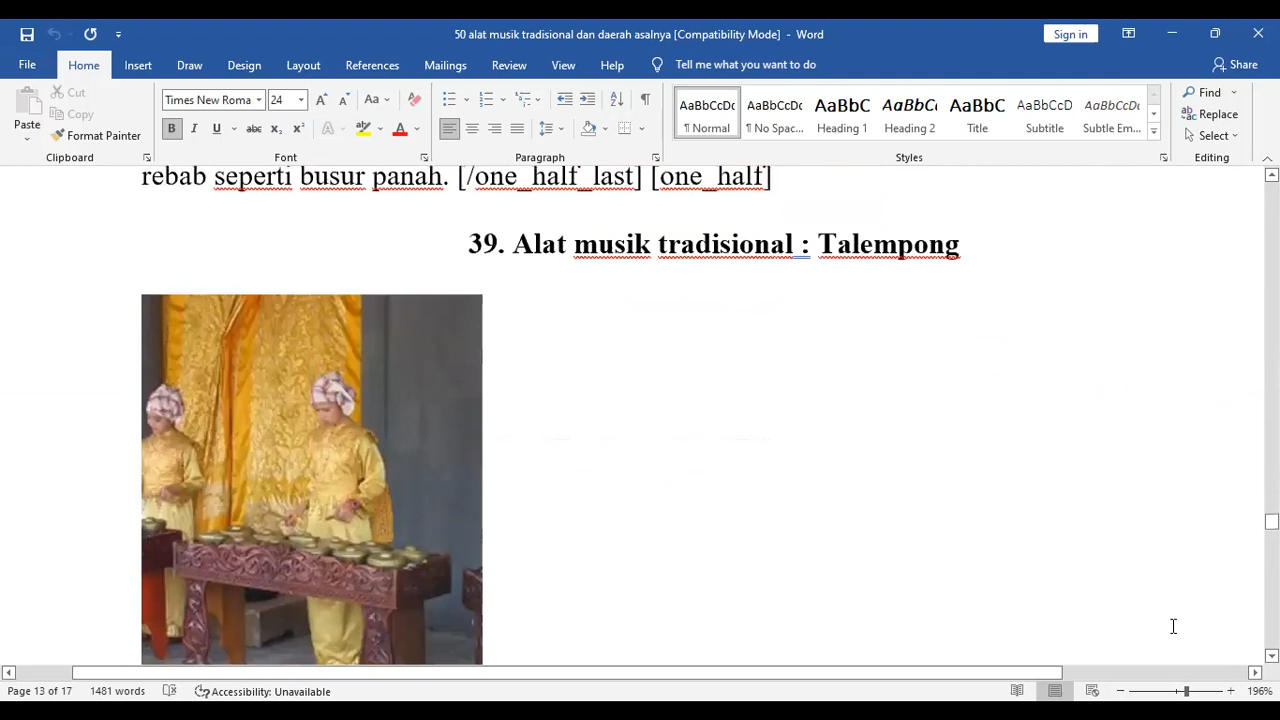 50 alat musik tradisional dan daerah asalnya [Compatibility Mode] - Word
Sign in
File Home Insert Draw Design Layout References Mailings Review View Help Tell me what you want to do Share
Paste
Cut
Copy
Format Painter
Clipboard
Times New Roma 24
Aa
B I U abc x₂ x² A A
Font
Paragraph
AaBbCcDc AaBbCcDc AaBbC AaBbCc AaBbC AaBbCcD AaBbCcDc
¶ Normal ¶ No Spac... Heading 1 Heading 2 Title Subtitle Subtle Em...
Styles
Find
Replace
Select
Editing
rebab seperti busur panah. [/one_half_last] [one_half]
39. Alat musik tradisional : Talempong
Page 13 of 17 1481 words Accessibility: Unavailable 196%